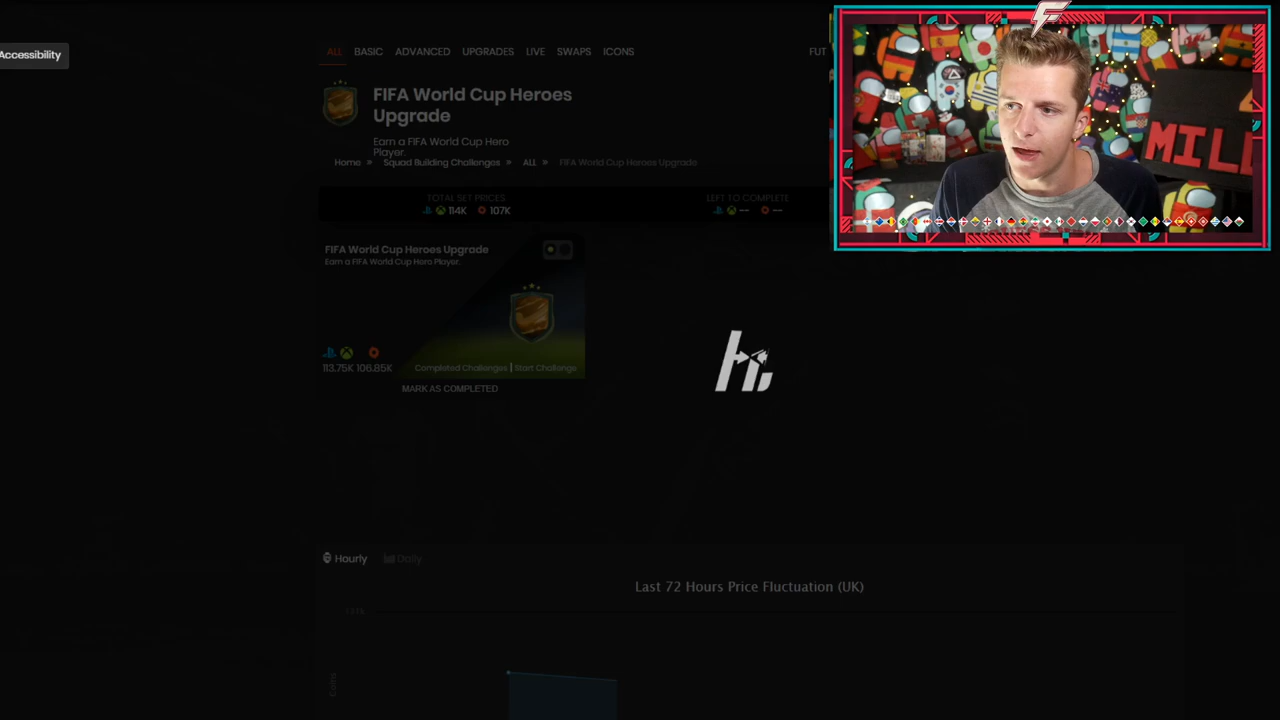 Accessibility
ALL BASIC ADVANCED UPGRADES LIVE SWAPS ICONS FUT
FIFA World Cup Heroes
Upgrade
Earn a FIFA World Cup Hero
Player.
Home » Squad Building Challenges » ALL » FIFA World Cup Heroes Upgrade
TOTAL SET PRICES LEFT TO COMPLETE
114K 107K -- --
FIFA World Cup Heroes Upgrade
Earn a FIFA World Cup Hero Player.
113.75K 106.85K Completed Challenges | Start Challenge
MARK AS COMPLETED
Hourly Daily
Last 72 Hours Price Fluctuation (UK)
Coins
MILL